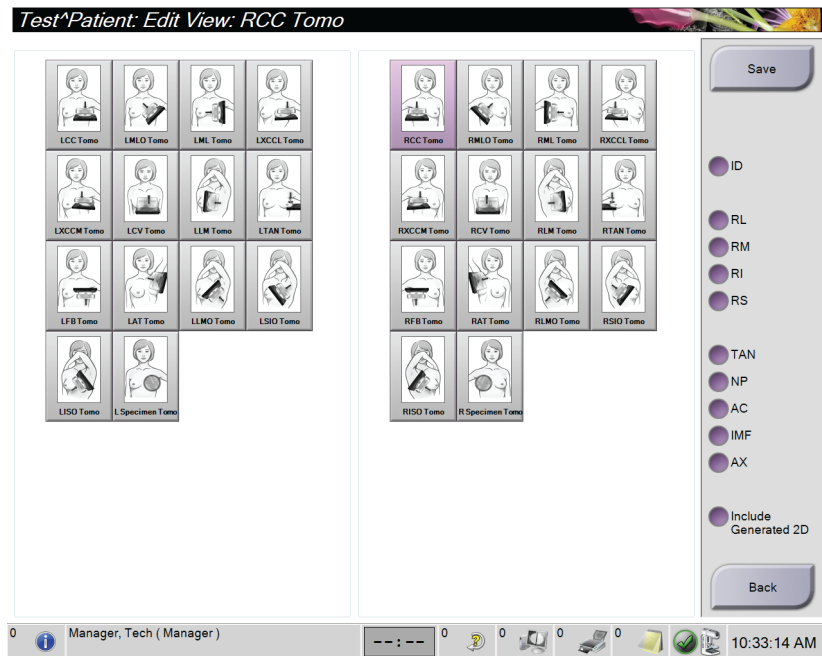 Test^Patient: Edit View: RCC Tomo
LCC Tomo
LMLO Tomo
LML Tomo
LXCCL Tomo
LXCCM Tomo
LCV Tomo
LLM Tomo
LTAN Tomo
LFB Tomo
LAT Tomo
LLMO Tomo
LSIO Tomo
LISO Tomo
L Specimen Tomo
RCC Tomo
RMLO Tomo
RML Tomo
RXCCL Tomo
RXCCM Tomo
RCV Tomo
RLM Tomo
RTAN Tomo
RFB Tomo
RAT Tomo
RLMO Tomo
RSIO Tomo
RISO Tomo
R Specimen Tomo
Save
ID
RL
RM
RI
RS
TAN
NP
AC
IMF
AX
Include
Generated 2D
Back
0
Manager, Tech ( Manager )
--:--
0
0
0
0
10:33:14 AM